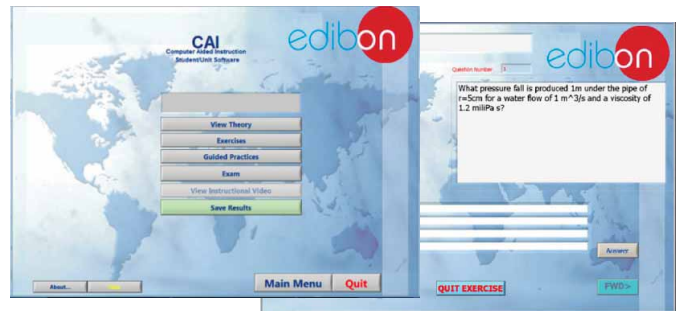 CAI
Computer Aided Instruction
Student/Unit Software
edibon
View Theory
Exercises
Guided Practices
Exam
View Instructional Video
Save Results
About...
Main Menu
Quit
edibon
Question Number 1
What pressure fall is produced 1m under the pipe of
r=5cm for a water flow of 1 m^3/s and a viscosity of
1.2 miliPa s?
Answer
QUIT EXERCISE
FWD>